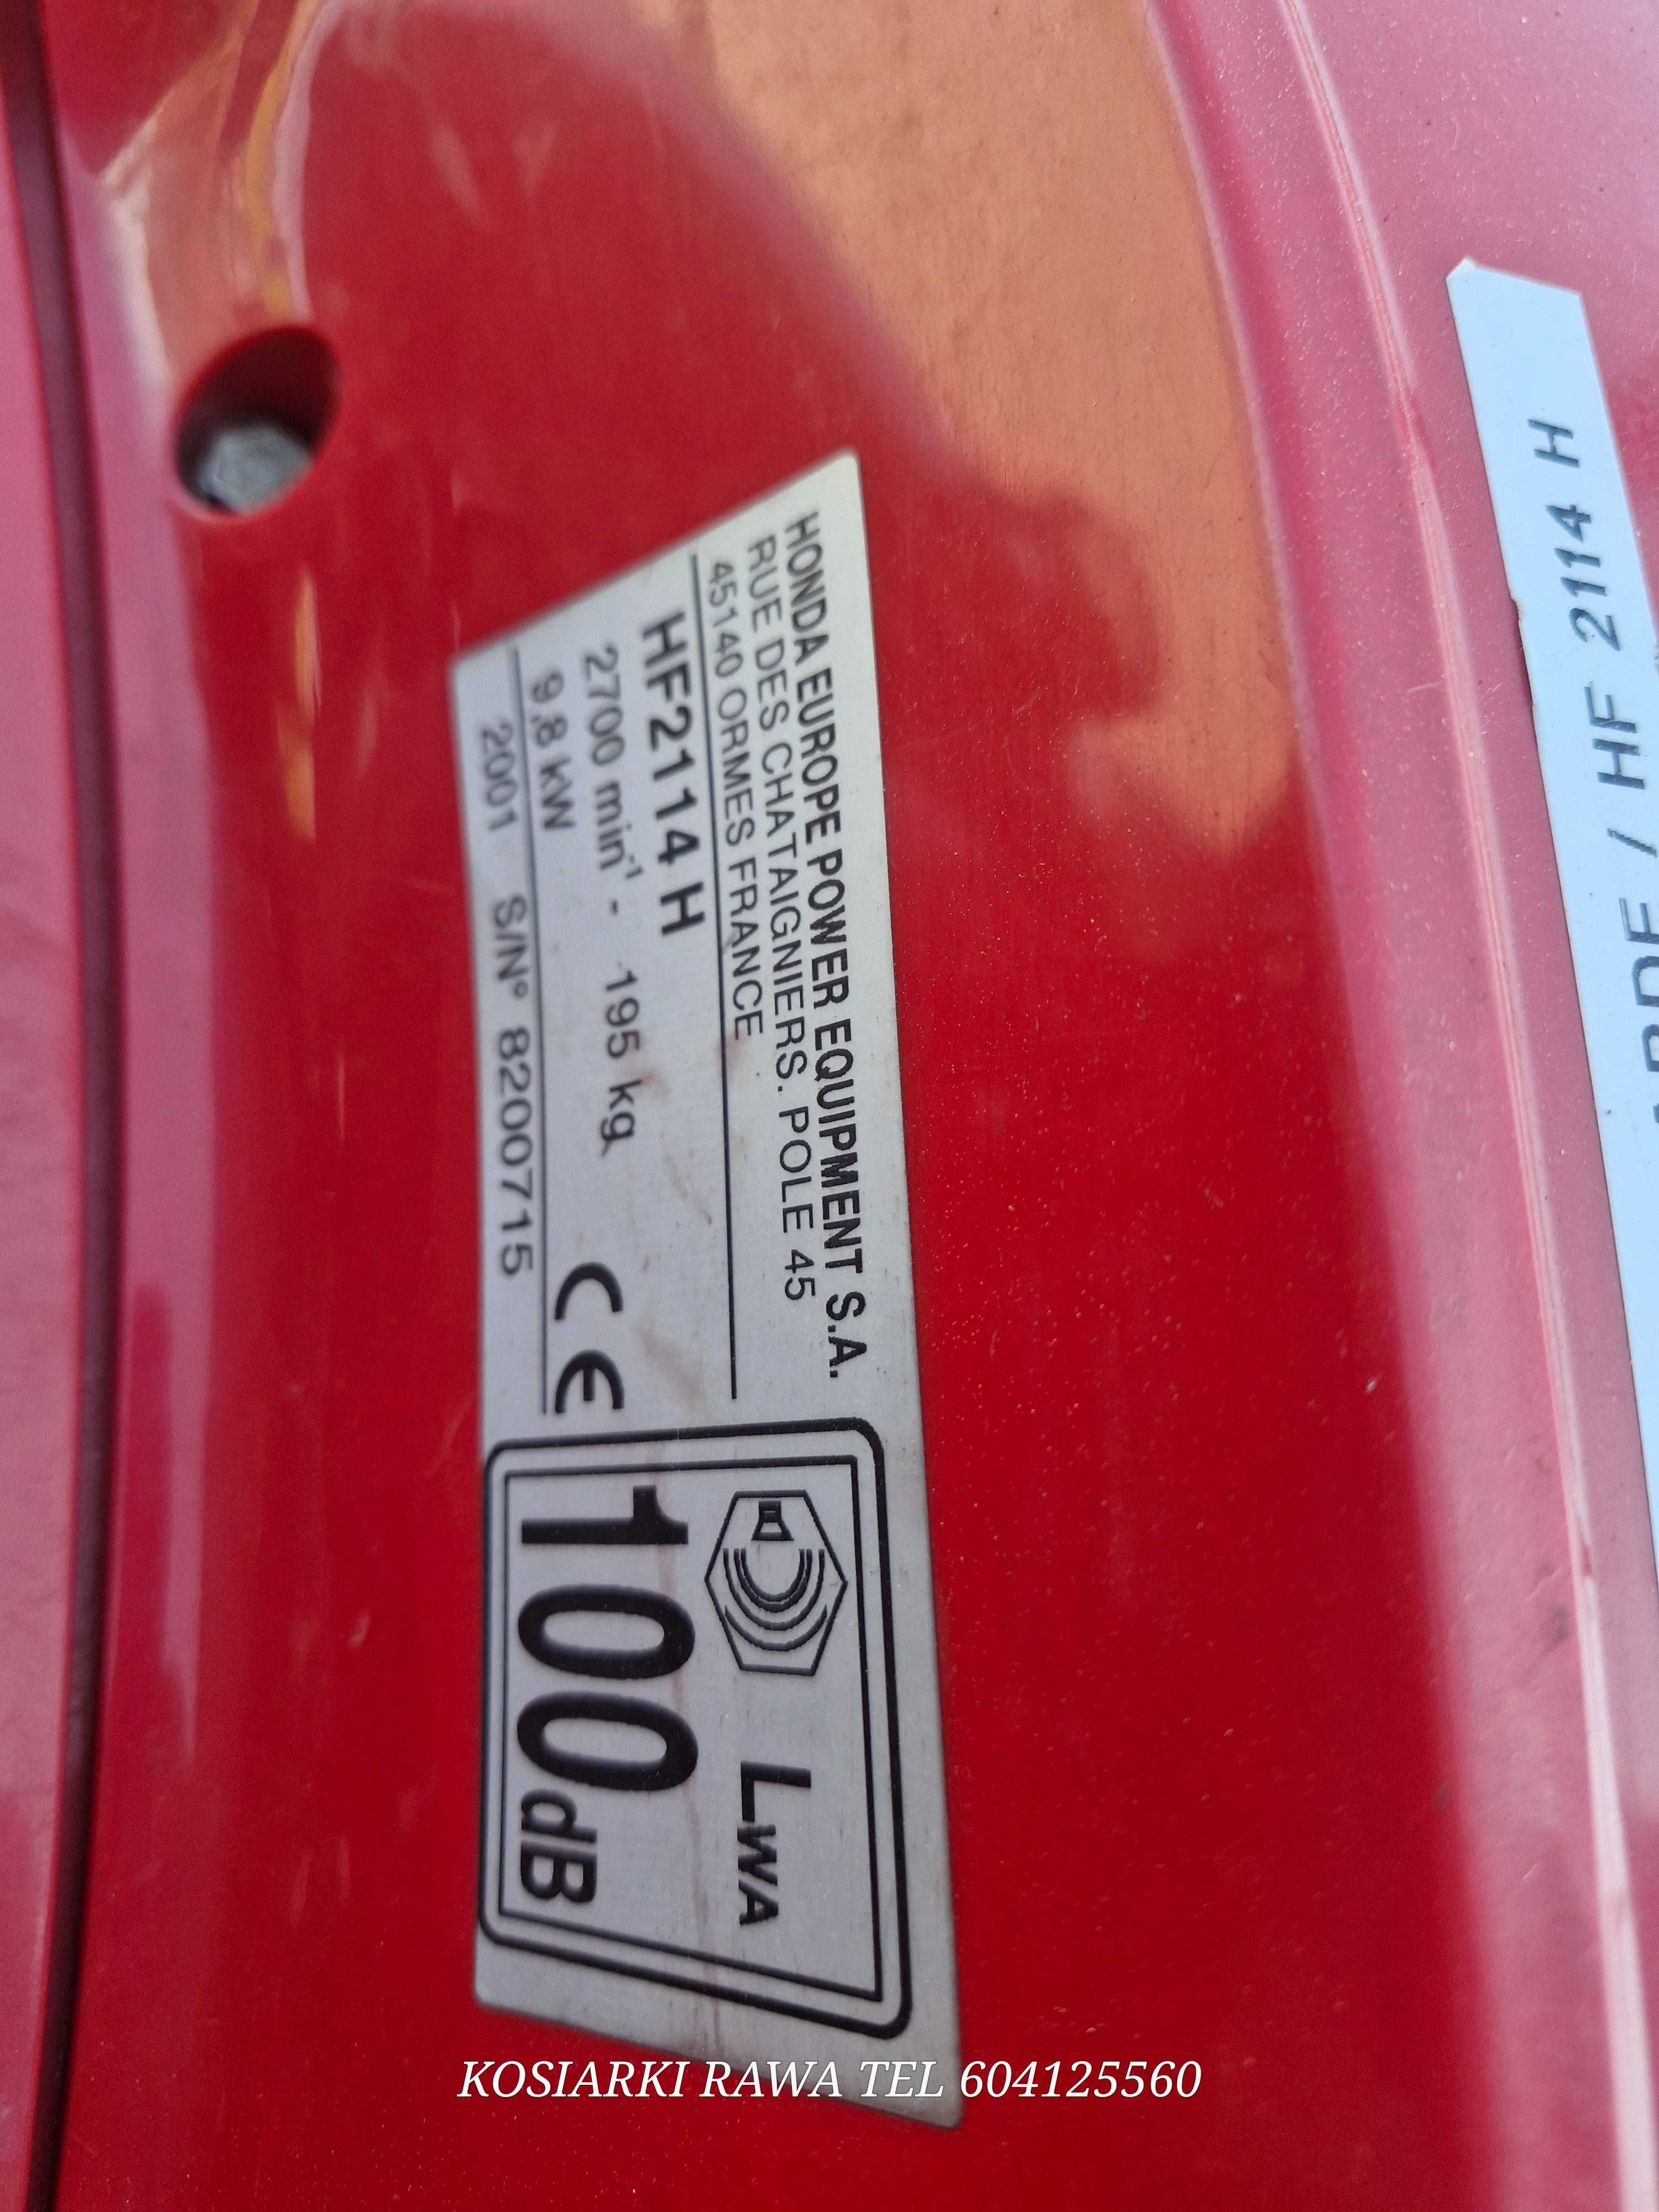 HONDA EUROPE POWER EQUIPMENT S.A.
RUE DES CHATAIGNIERS. POLE 45
45140 ORMES FRANCE
HF2114 H
2700 min-1 - 195 kg
9,8 kW
CE
2001 S/N° 8200715
LWA
100dB
/ HF 2114 H
KOSIARKI RAWA TEL 604125560